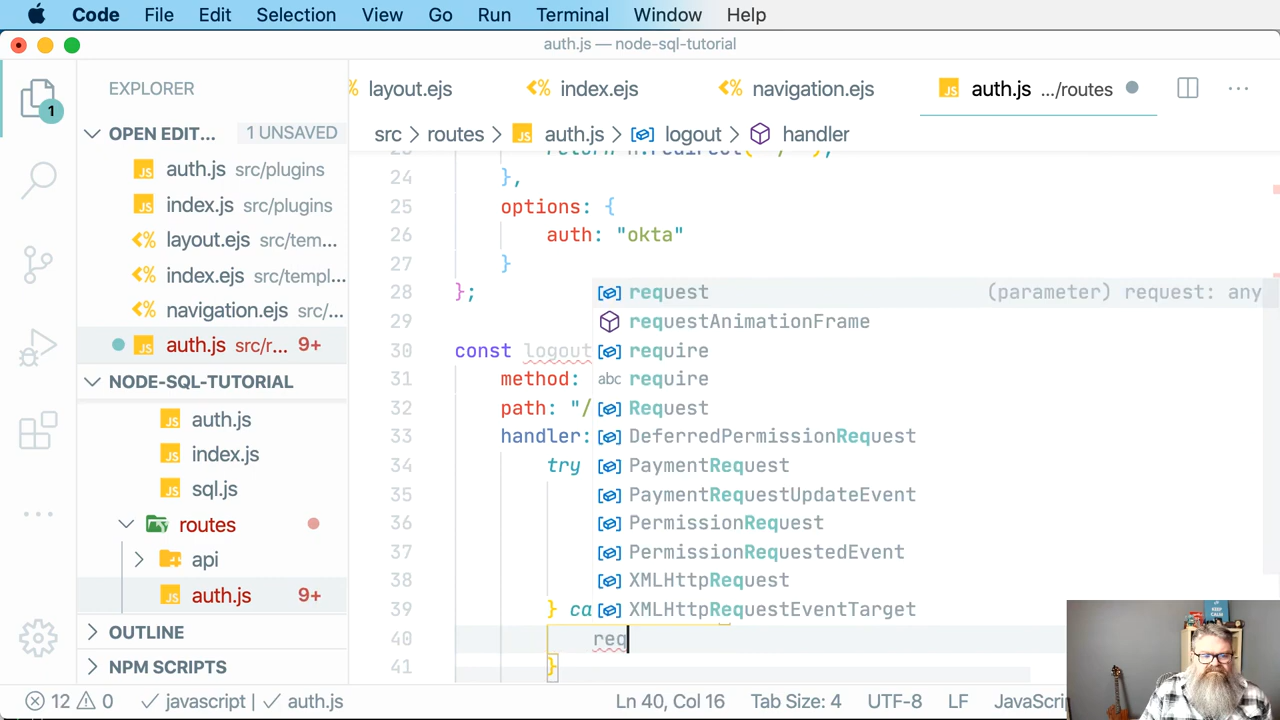 Code File Edit Selection View Go Run Terminal Window Help
auth.js — node-sql-tutorial
EXPLORER
layout.ejs
index.ejs
navigation.ejs
auth.js .../routes
1
OPEN EDIT... 1 UNSAVED
src > routes > auth.js > logout > handler
auth.js src/plugins
index.js src/plugins
layout.ejs src/tem...
index.ejs src/templ...
navigation.ejs src/...
auth.js src/r... 9+
NODE-SQL-TUTORIAL
auth.js
index.js
sql.js
routes
api
auth.js 9+
OUTLINE
NPM SCRIPTS
24 },
25 options: {
26 auth: "okta"
27 }
28 };
29
30 const logout
31 method:
32 path: "/
33 handler:
34 try
35
36
37
38
39 } ca
40 req
41 }
request (parameter) request: any
requestAnimationFrame
require
abc require
Request
DeferredPermissionRequest
PaymentRequest
PaymentRequestUpdateEvent
PermissionRequest
PermissionRequestedEvent
XMLHttpRequest
XMLHttpRequestEventTarget
12 0 javascript | auth.js Ln 40, Col 16 Tab Size: 4 UTF-8 LF JavaScri